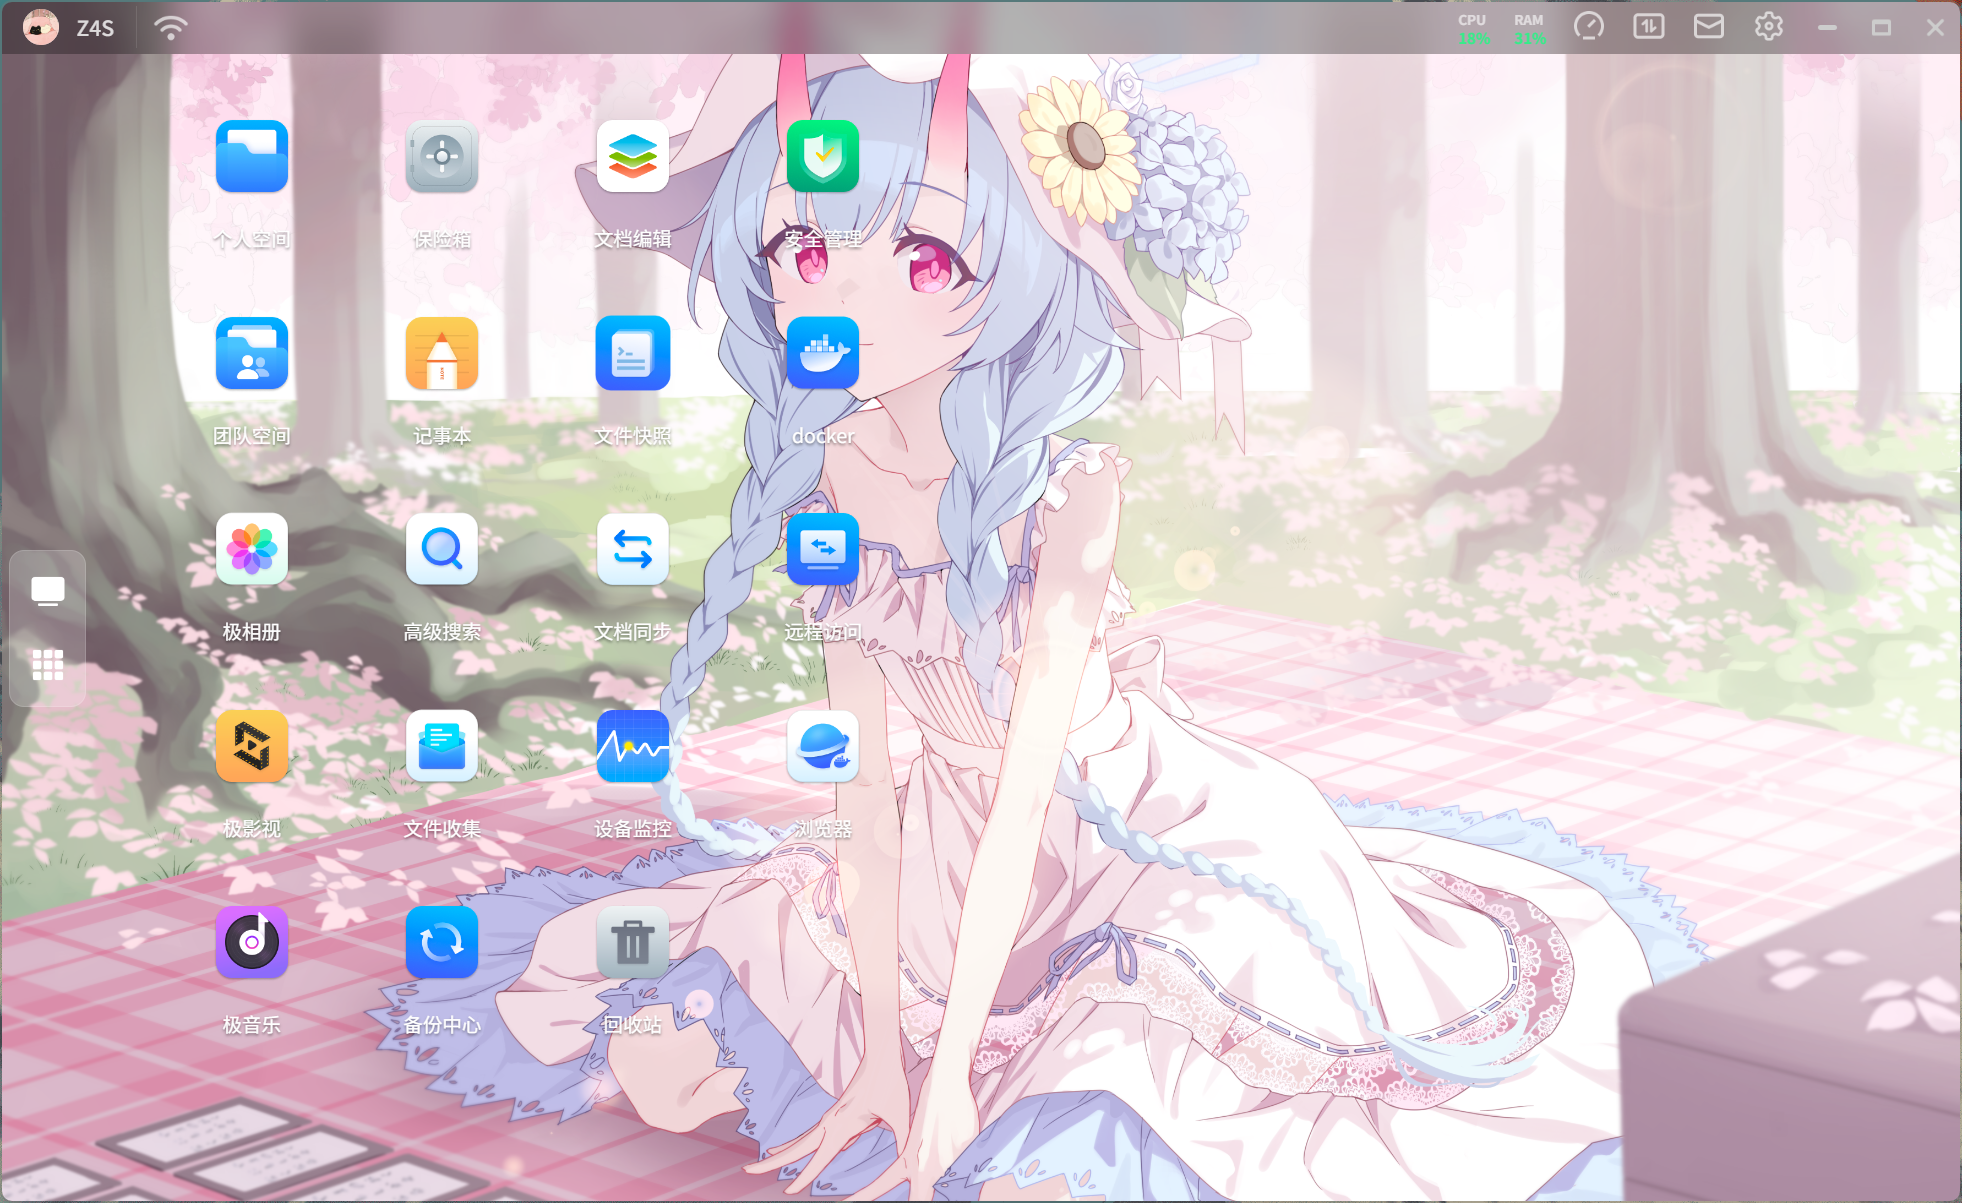 Z4S
CPU
18%
RAM
31%
个人空间
保险箱
文档编辑
安全管理
团队空间
记事本
文件快照
docker
极相册
高级搜索
文档同步
远程访问
极影视
文件收集
设备监控
浏览器
极音乐
备份中心
回收站